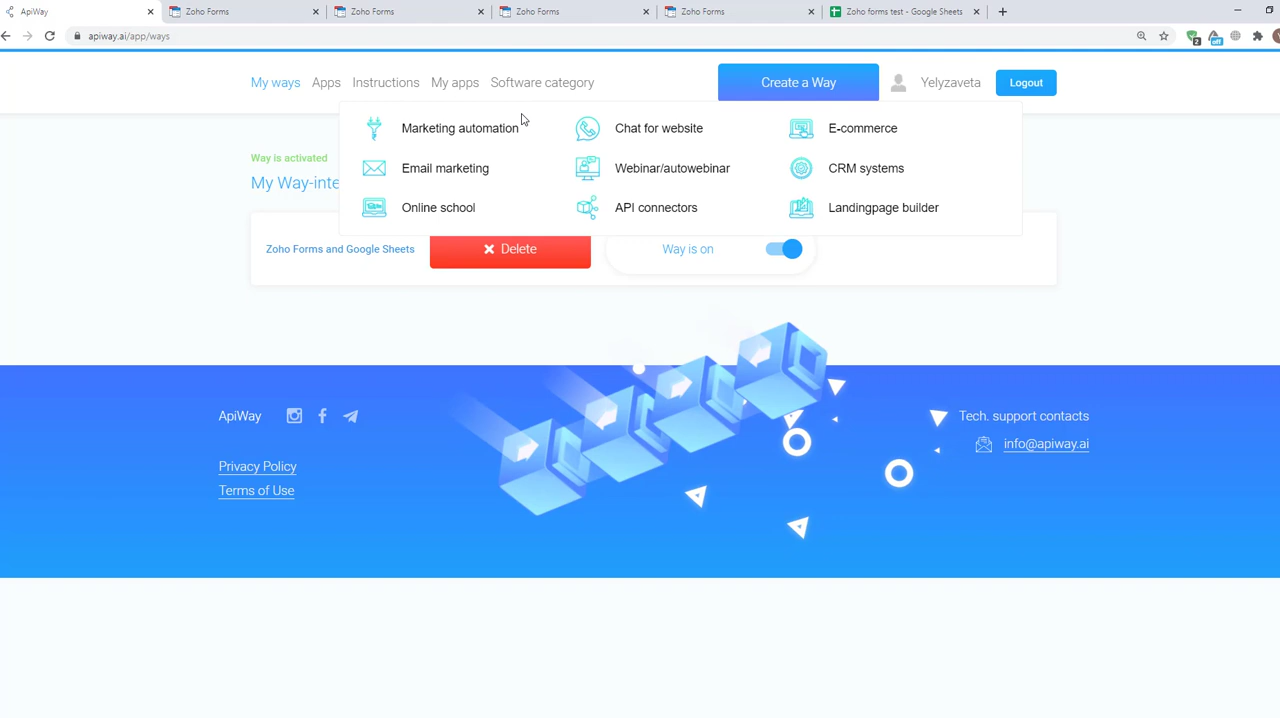 ApiWay
Zoho Forms
Zoho Forms
Zoho Forms
Zoho Forms
Zoho forms test - Google Sheets
apiway.ai/app/ways
2
off
My ways
Apps
Instructions
My apps
Software category
Create a Way
Yelyzaveta
Logout
Marketing automation
Chat for website
E-commerce
Way is activated
Email marketing
Webinar/autowebinar
CRM systems
My Way-inte
Online school
API connectors
Landingpage builder
Zoho Forms and Google Sheets
Delete
Way is on
ApiWay
Tech. support contacts
info@apiway.ai
Privacy Policy
Terms of Use